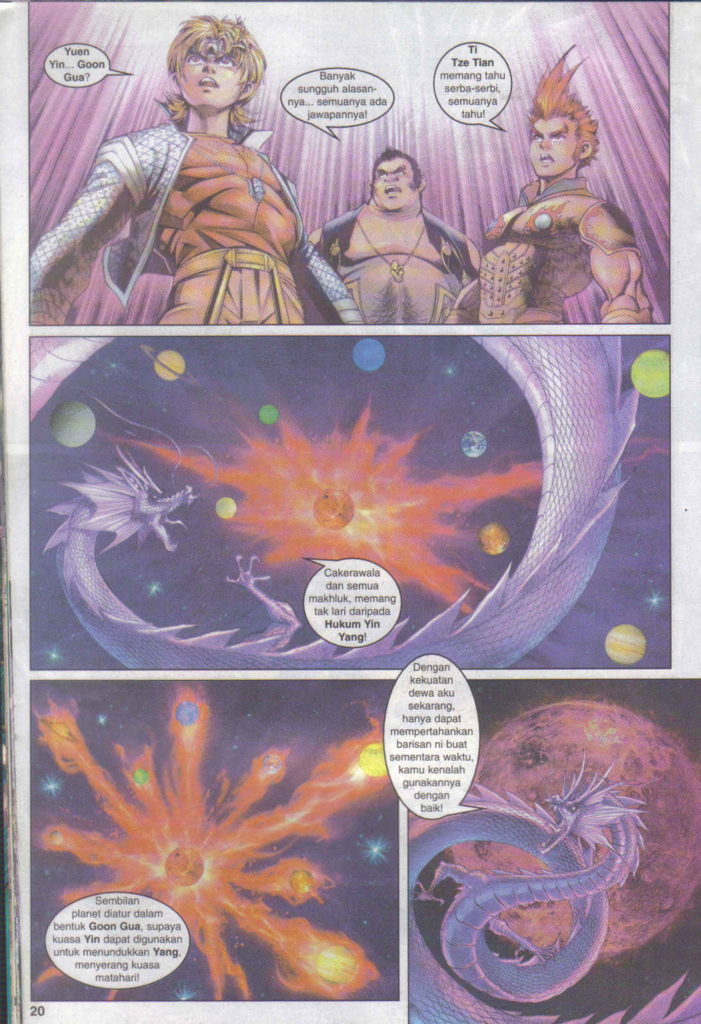 Yuen
Yin... Goon
Gua?
Banyak
sungguh alasan-
nya... semuanya ada
jawapannya!
Ti
Tze Tian
memang tahu
serba-serbi,
semuanya
tahu!
Cakerawala
dan semua
makhluk, memang
tak lari daripada
Hukum Yin
Yang!
Sembilan
planet diatur dalam
bentuk Goon Gua, supaya
kuasa Yin dapat digunakan
untuk menundukkan Yang,
menyerang kuasa
matahari!
Dengan
kekuatan
dewa aku
sekarang,
hanya dapat
mempertahankan
barisan ni buat
sementara waktu,
kamu kenalah
gunakannya
dengan
baik!
20